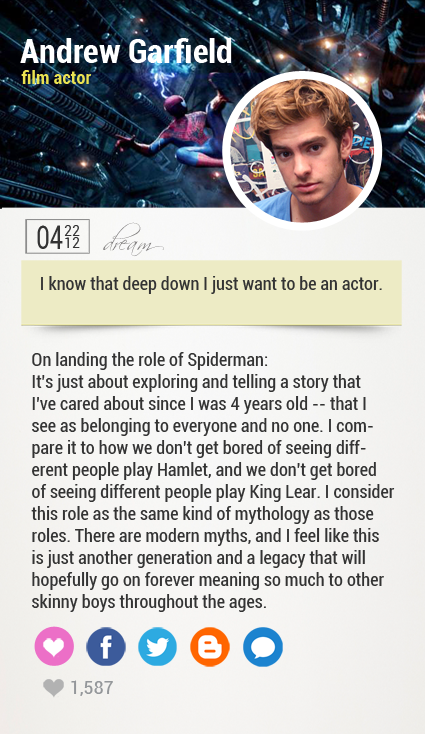 Andrew Garfield
film actor
04 22
12
dream
I know that deep down I just want to be an actor.
On landing the role of Spiderman:
It's just about exploring and telling a story that
I've cared about since I was 4 years old -- that I
see as belonging to everyone and no one. I com-
pare it to how we don't get bored of seeing diff-
erent people play Hamlet, and we don't get bored
of seeing different people play King Lear. I consider
this role as the same kind of mythology as those
roles. There are modern myths, and I feel like this
is just another generation and a legacy that will
hopefully go on forever meaning so much to other
skinny boys throughout the ages.
1,587